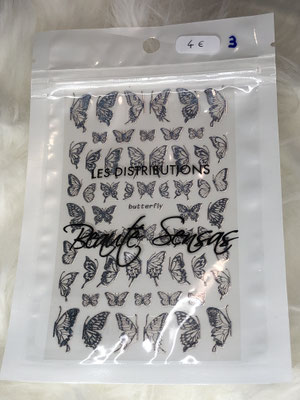 4 €
3
LES DISTRIBUTIONS
butterfly
Beauté Sensas